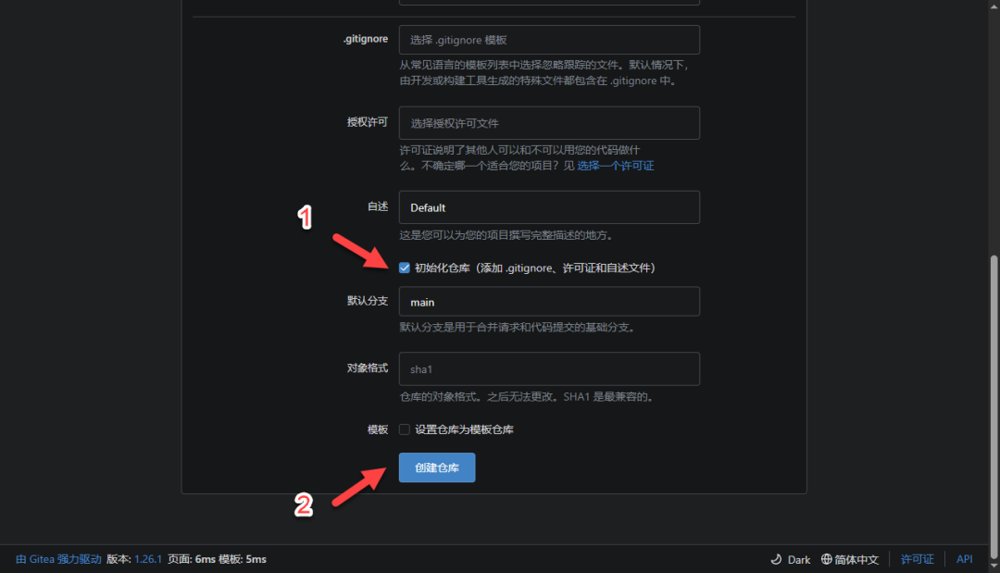 .gitignore
选择 .gitignore 模板
从常见语言的模板列表中选择忽略跟踪的文件。默认情况下，
由开发或构建工具生成的特殊文件都包含在 .gitignore 中。
授权许可
选择授权许可文件
许可证说明了其他人可以和不可以用您的代码做什
么。不确定哪一个适合您的项目？见 选择一个许可证
自述
Default
这是您可以为您的项目撰写完整描述的地方。
1
初始化仓库（添加 .gitignore、许可证和自述文件）
默认分支
main
默认分支是用于合并请求和代码提交的基础分支。
对象格式
sha1
仓库的对象格式。之后无法更改。SHA1 是最兼容的。
模板
设置仓库为模板仓库
创建仓库
2
由 Gitea 强力驱动 版本: 1.26.1 页面: 6ms 模板: 5ms
Dark 简体中文 许可证 API